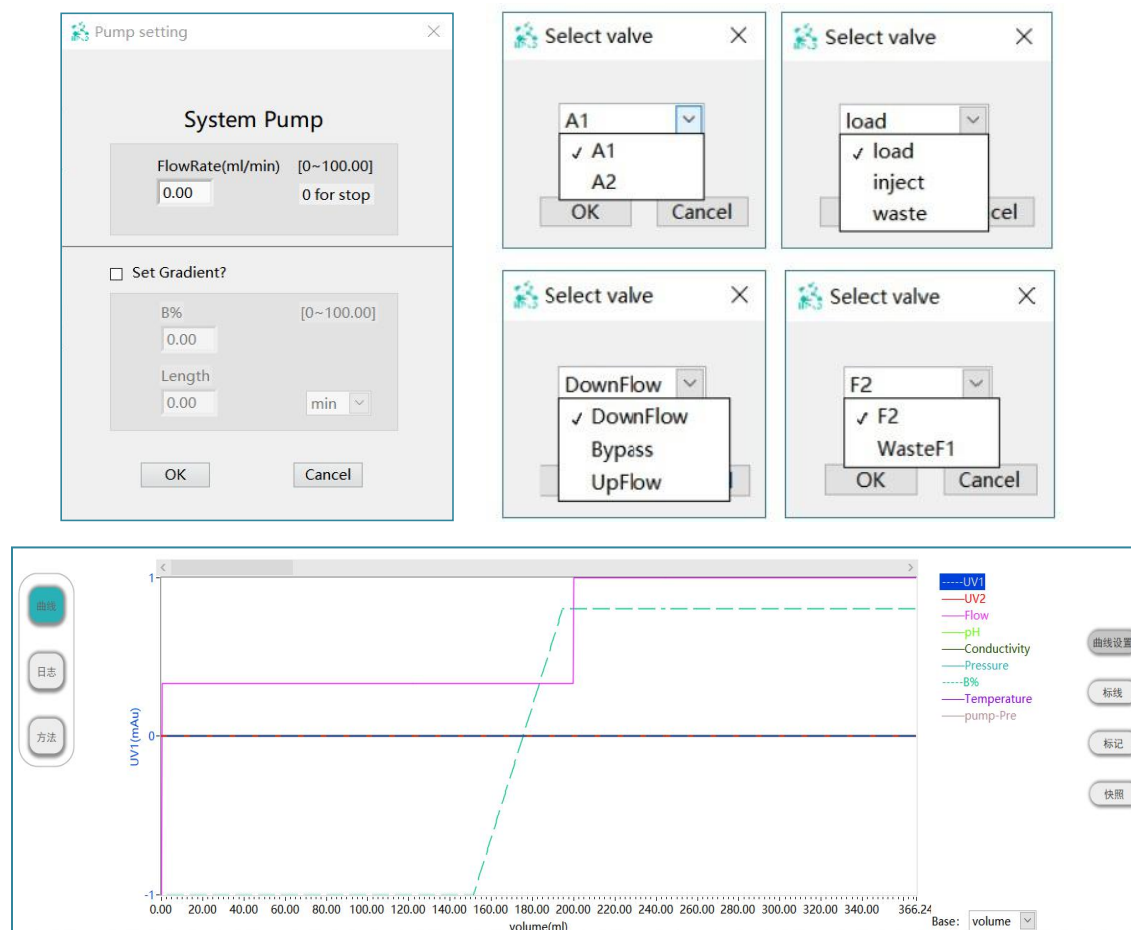 Pump setting
System Pump
FlowRate(ml/min) [0~100.00]
0.00 0 for stop
Set Gradient?
B% [0~100.00]
0.00
Length
0.00 min
OK Cancel
Select valve
A1
✓ A1
A2
OK Cancel
Select valve
load
✓ load
inject
waste
cel
Select valve
DownFlow
✓ DownFlow
Bypass
UpFlow
Select valve
F2
✓ F2
WasteF1
OK Cancel
曲线
日志
方法
UV1(mAu)
1
0
-1
0.00 20.00 40.00 60.00 80.00 100.00 120.00 140.00 160.00 180.00 200.00 220.00 240.00 260.00 280.00 300.00 320.00 340.00 366.24
volume(ml)
UV1
UV2
Flow
pH
Conductivity
Pressure
B%
Temperature
pump-Pre
Base: volume
曲线设置
标线
标记
快照